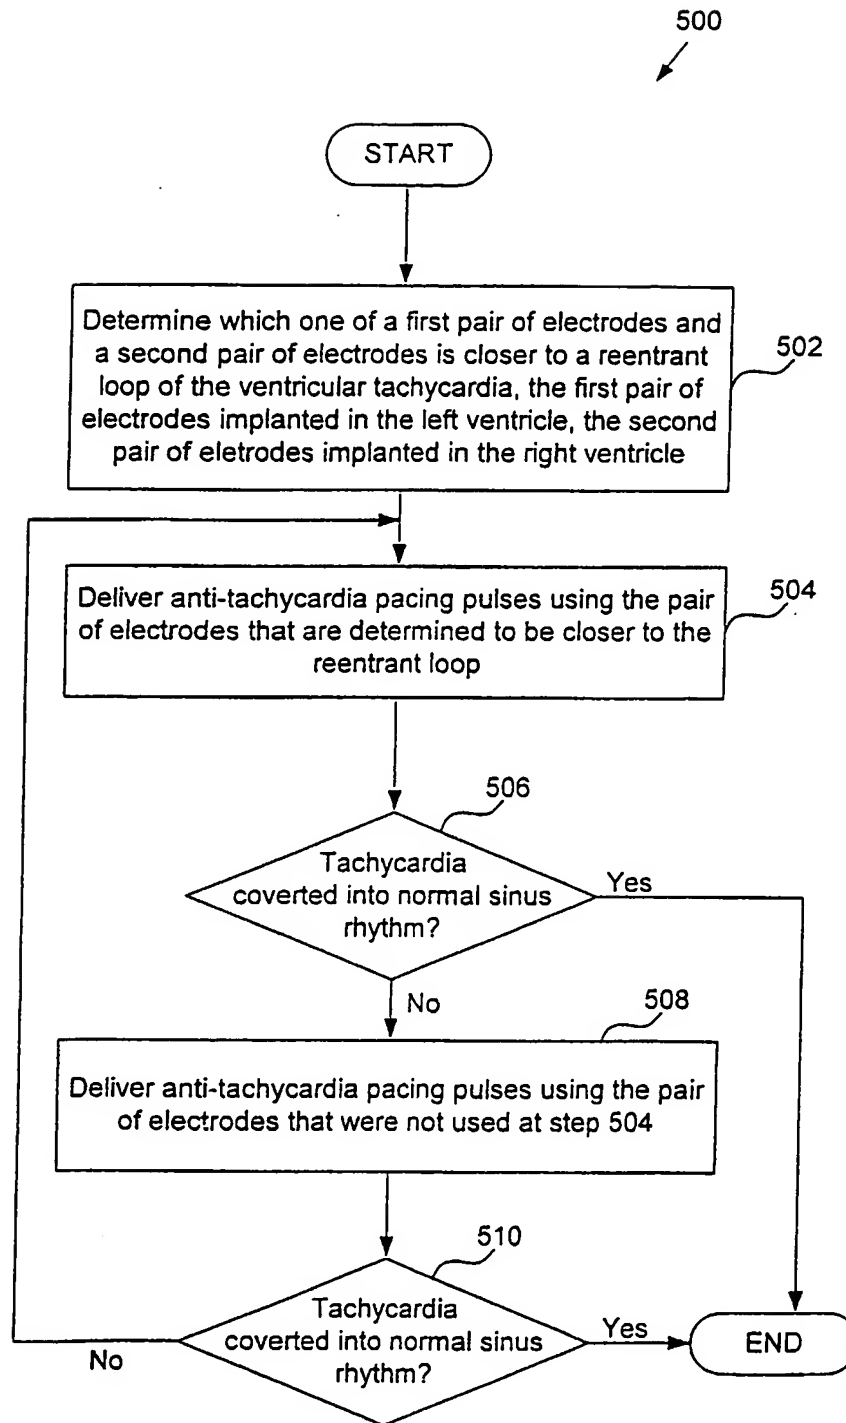 500
START
Determine which one of a first pair of electrodes and
a second pair of electrodes is closer to a reentrant
loop of the ventricular tachycardia, the first pair of
electrodes implanted in the left ventricle, the second
pair of eletrodes implanted in the right ventricle
502
Deliver anti-tachycardia pacing pulses using the pair
of electrodes that are determined to be closer to the
reentrant loop
504
506
Tachycardia
coverted into normal sinus
rhythm?
Yes
No
508
Deliver anti-tachycardia pacing pulses using the pair
of electrodes that were not used at step 504
510
Tachycardia
coverted into normal sinus
rhythm?
No
Yes
END